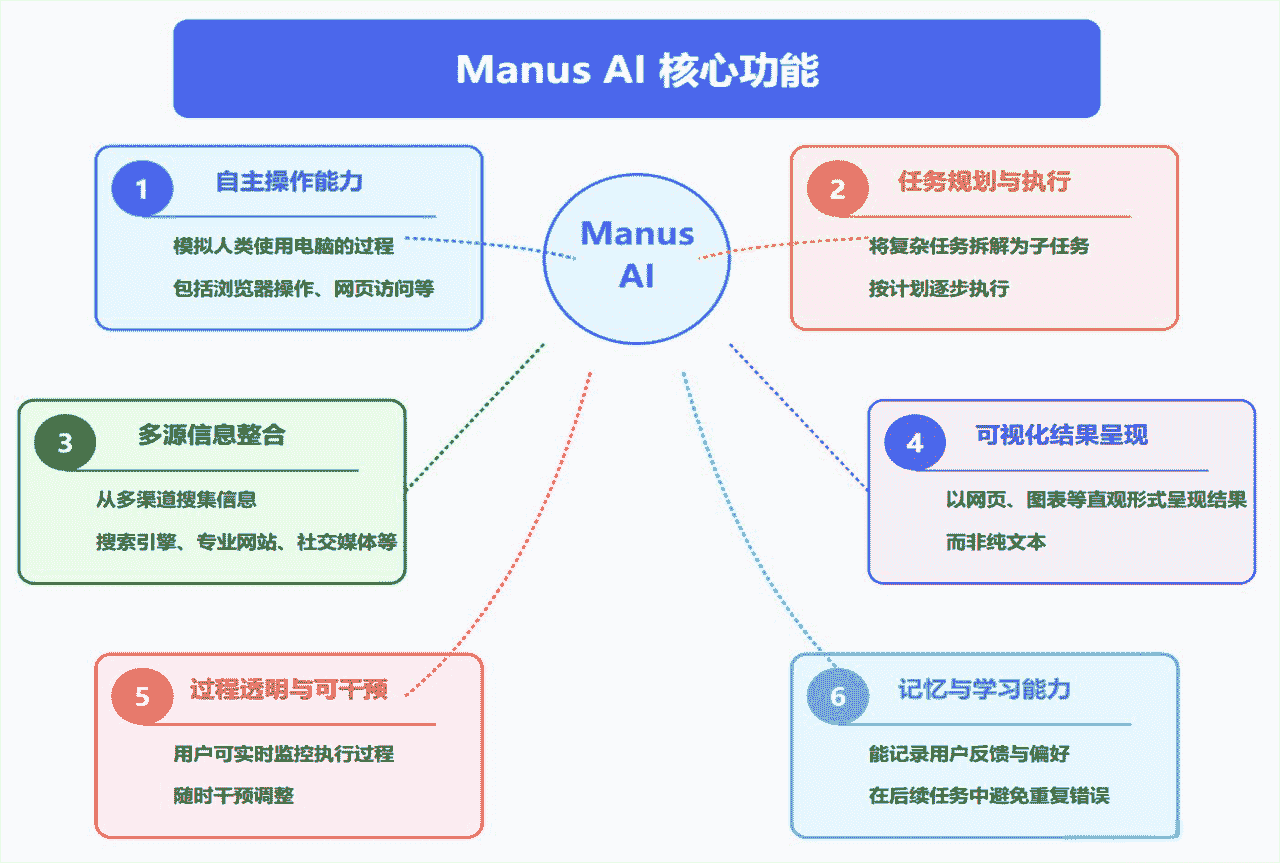 Manus AI 核心功能
Manus
AI
1
自主操作能力
模拟人类使用电脑的过程
包括浏览器操作、网页访问等
2
任务规划与执行
将复杂任务拆解为子任务
按计划逐步执行
3
多源信息整合
从多渠道搜集信息
搜索引擎、专业网站、社交媒体等
4
可视化结果呈现
以网页、图表等直观形式呈现结果
而非纯文本
5
过程透明与可干预
用户可实时监控执行过程
随时干预调整
6
记忆与学习能力
能记录用户反馈与偏好
在后续任务中避免重复错误